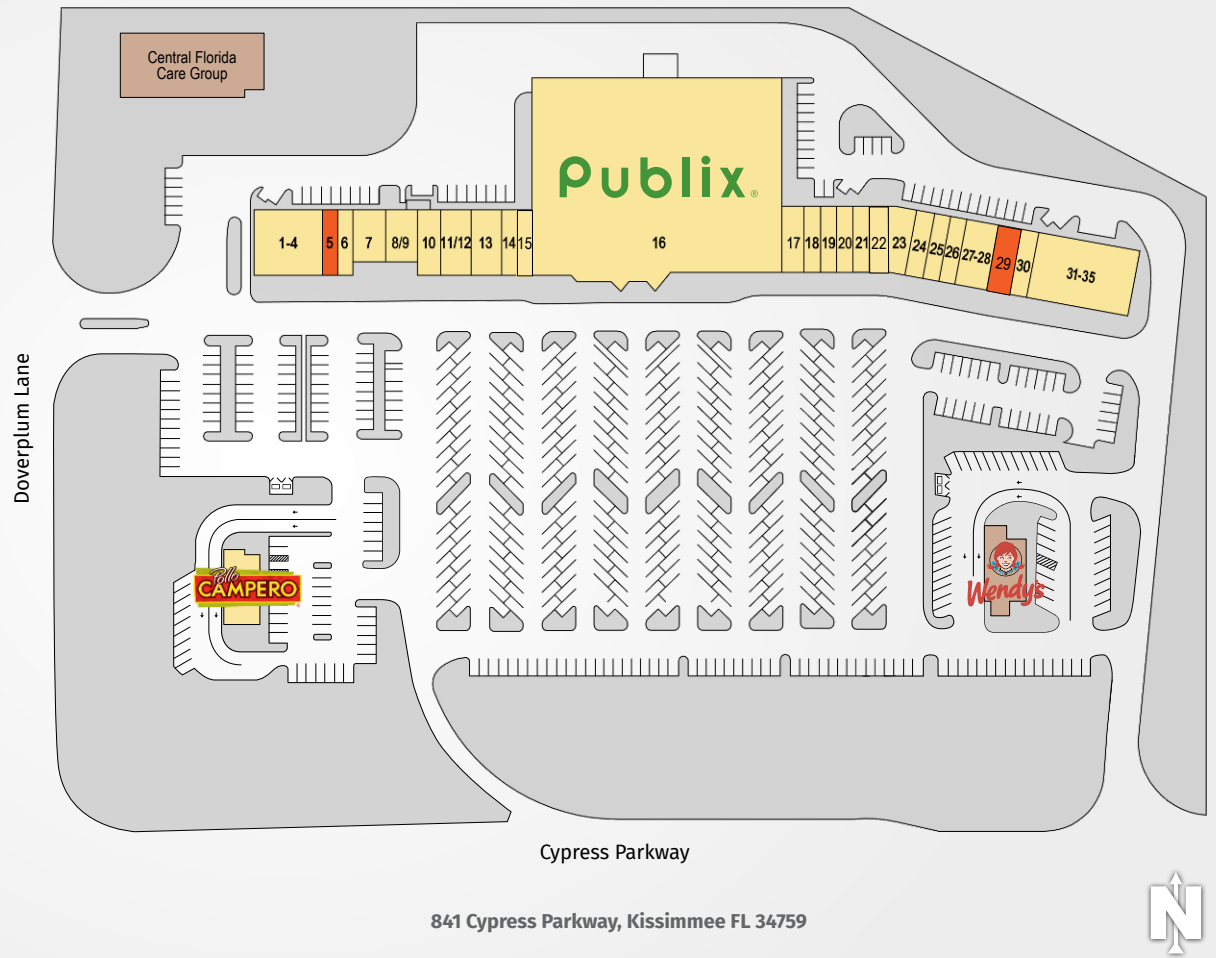 Central Florida
Care Group
Publix®
1-4
5
6
7
8/9
10
11/12
13
14
15
16
17
18
19
20
21
22
23
24
25
26
27-28
29
30
31-35
Doverplum Lane
Pollo
CAMPERO
Wendy's
Cypress Parkway
841 Cypress Parkway, Kissimmee FL 34759
N